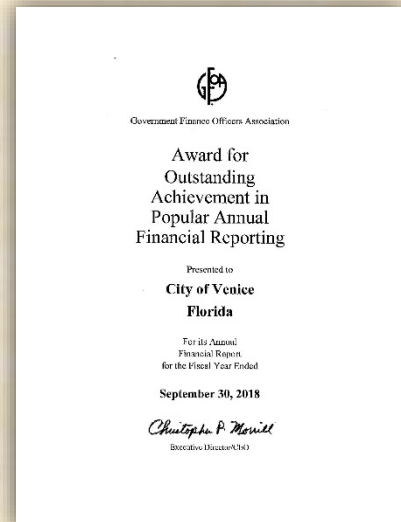 GFOA
Government Finance Officers Association
Award for
Outstanding
Achievement in
Popular Annual
Financial Reporting
Presented to
City of Venice
Florida
For its Annual
Financial Report
for the Fiscal Year Ended
September 30, 2018
Christopher P. Morrill
Executive Director/CEO